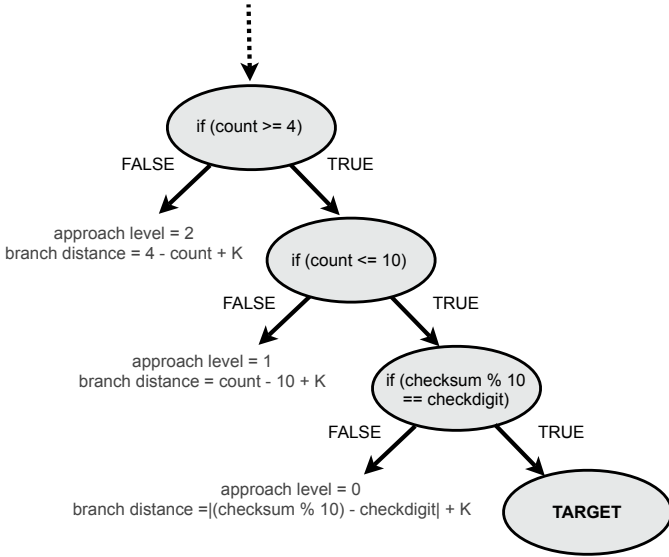 if (count >= 4)
FALSE
TRUE
approach level = 2
branch distance = 4 - count + K
if (count <= 10)
FALSE
TRUE
approach level = 1
branch distance = count - 10 + K
if (checksum % 10
== checkdigit)
FALSE
TRUE
approach level = 0
branch distance =|(checksum % 10) - checkdigit| + K
TARGET